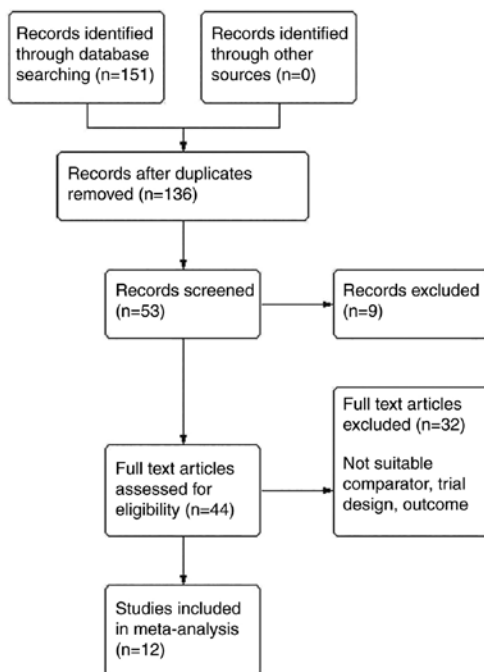 Records identified
through database
searching (n=151)
Records identified
through other
sources (n=0)
Records after duplicates
removed (n=136)
Records screened
(n=53)
Records excluded
(n=9)
Full text articles
assessed for
eligibility (n=44)
Full text articles
excluded (n=32)
Not suitable
comparator, trial
design, outcome
Studies included
in meta-analysis
(n=12)